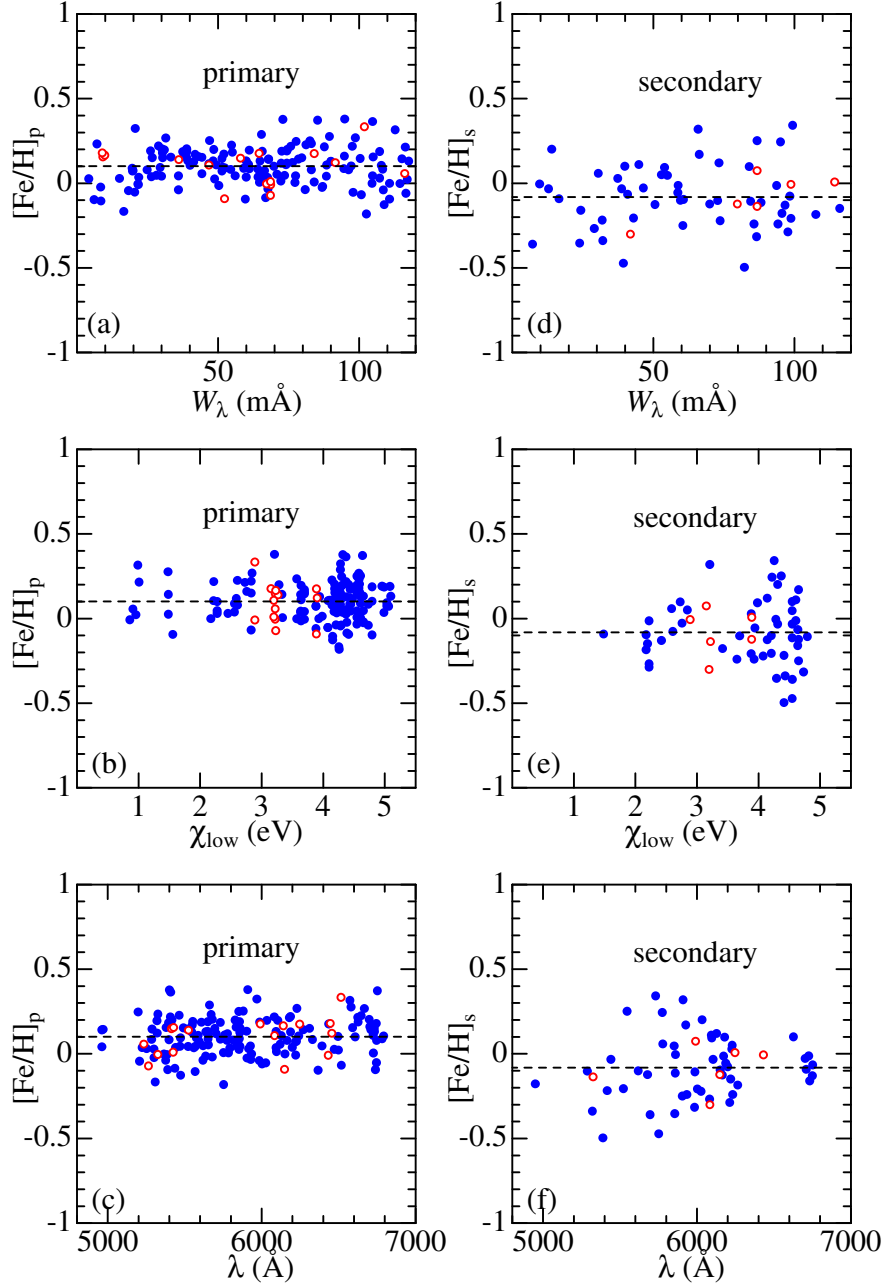 1
0.5
0
-0.5
-1
[Fe/H]p
primary
(a)
50
100
Wλ (mÅ)
1
0.5
0
-0.5
-1
[Fe/H]s
secondary
(d)
50
100
Wλ (mÅ)
1
0.5
0
-0.5
-1
[Fe/H]p
primary
(b)
1
2
3
4
5
χlow (eV)
1
0.5
0
-0.5
-1
[Fe/H]s
secondary
(e)
1
2
3
4
5
χlow (eV)
1
0.5
0
-0.5
-1
[Fe/H]p
primary
(c)
5000
6000
7000
λ (Å)
1
0.5
0
-0.5
-1
[Fe/H]s
secondary
(f)
5000
6000
7000
λ (Å)